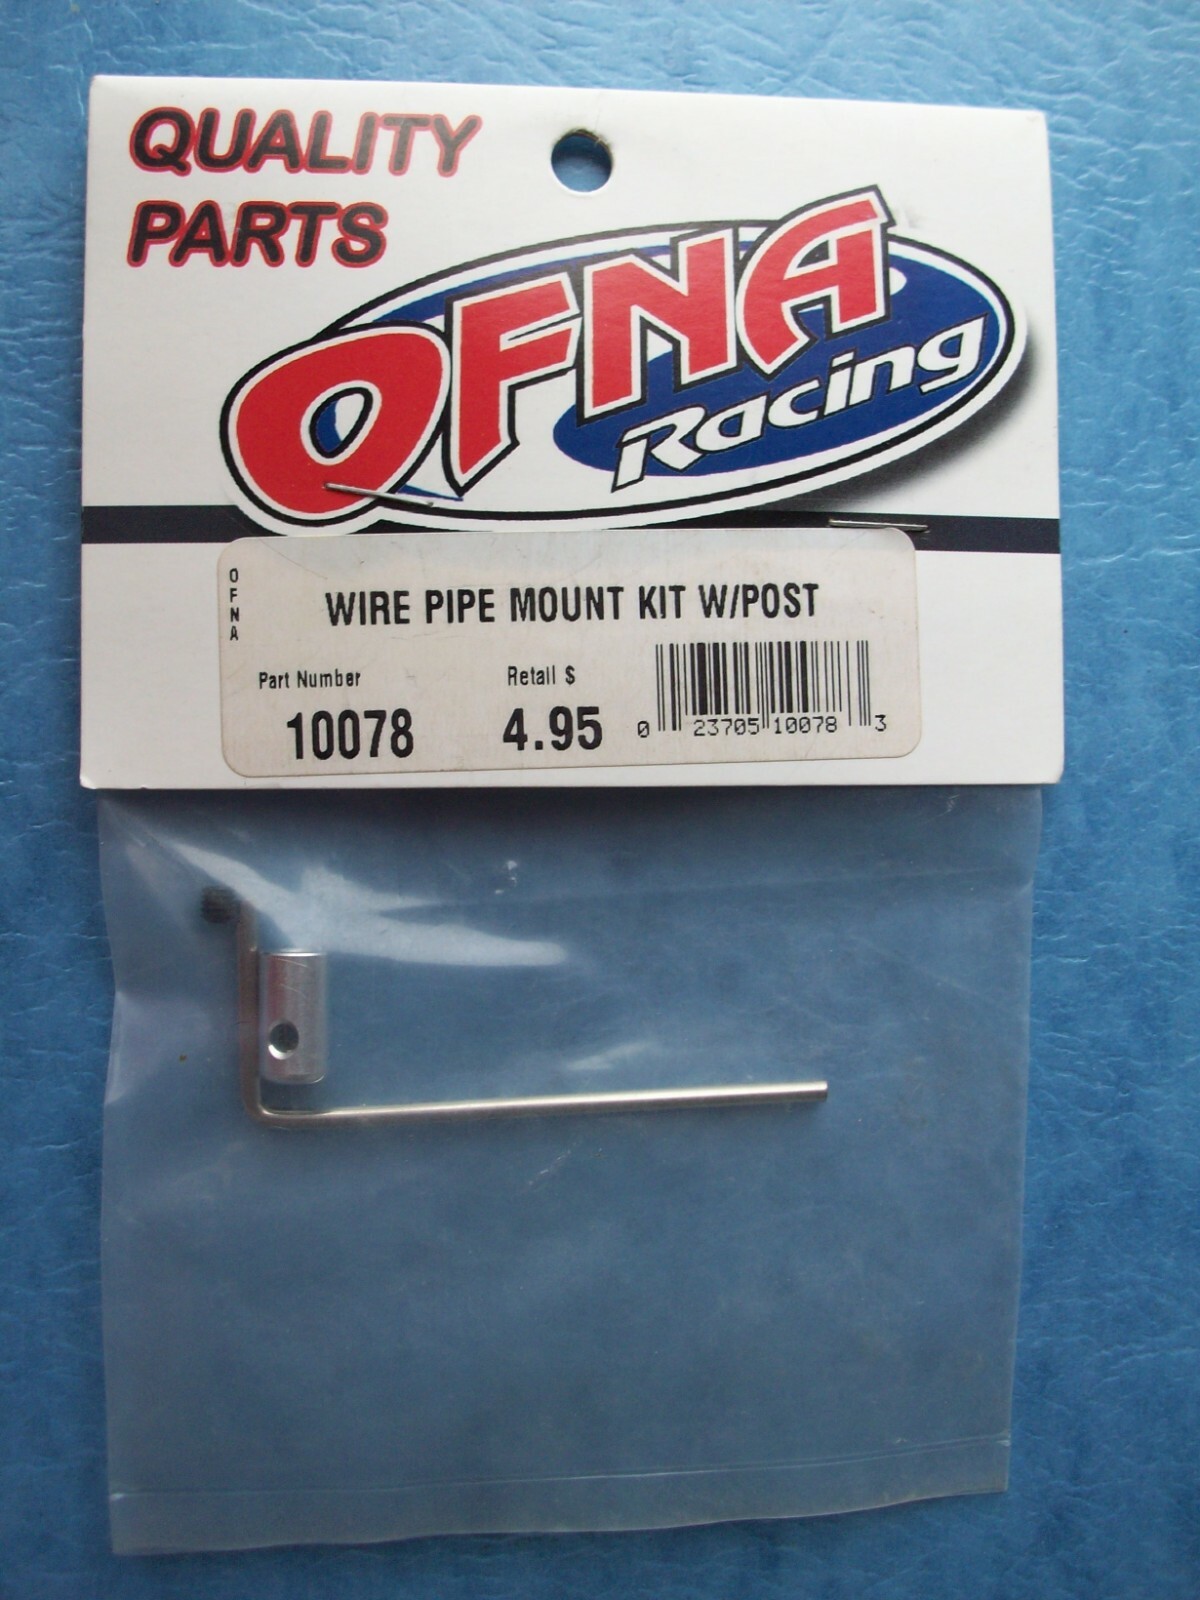 QUALITY
PARTS
OFNA
Racing
OFNA
WIRE PIPE MOUNT KIT W/POST
Part Number
Retail $
10078
4.95
0 23705 10078 3